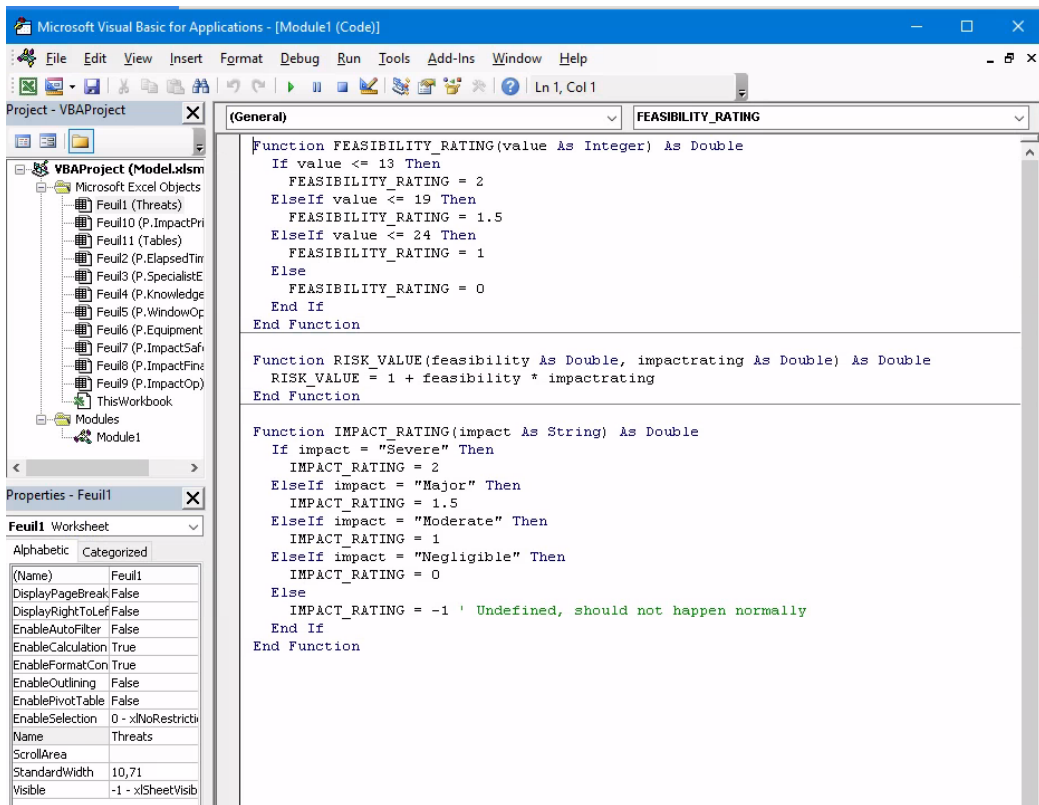 Microsoft Visual Basic for Applications - [Module1 (Code)]
File Edit View Insert Format Debug Run Tools Add-Ins Window Help
Ln 1, Col 1
Project - VBAProject
(General)
FEASIBILITY_RATING
VBAProject (Model.xlsm
Microsoft Excel Objects
Feuil1 (Threats)
Feuil10 (P.ImpactPri
Feuil11 (Tables)
Feuil2 (P.ElapsedTim
Feuil3 (P.SpecialistE
Feuil4 (P.Knowledge
Feuil5 (P.WindowOp
Feuil6 (P.Equipment
Feuil7 (P.ImpactSafe
Feuil8 (P.ImpactFina
Feuil9 (P.ImpactOp)
ThisWorkbook
Modules
Module1
Properties - Feuil1
Feuil1 Worksheet
Alphabetic Categorized
(Name) Feuil1
DisplayPageBreak False
DisplayRightToLef False
EnableAutoFilter False
EnableCalculation True
EnableFormatCon True
EnableOutlining False
EnablePivotTable False
EnableSelection 0 - xlNoRestricti
Name Threats
ScrollArea
StandardWidth 10,71
Visible -1 - xlSheetVisib
Function FEASIBILITY_RATING(value As Integer) As Double
If value <= 13 Then
FEASIBILITY_RATING = 2
ElseIf value <= 19 Then
FEASIBILITY_RATING = 1.5
ElseIf value <= 24 Then
FEASIBILITY_RATING = 1
Else
FEASIBILITY_RATING = 0
End If
End Function
Function RISK_VALUE(feasibility As Double, impactrating As Double) As Double
RISK_VALUE = 1 + feasibility * impactrating
End Function
Function IMPACT_RATING(impact As String) As Double
If impact = "Severe" Then
IMPACT_RATING = 2
ElseIf impact = "Major" Then
IMPACT_RATING = 1.5
ElseIf impact = "Moderate" Then
IMPACT_RATING = 1
ElseIf impact = "Negligible" Then
IMPACT_RATING = 0
Else
IMPACT_RATING = -1 ' Undefined, should not happen normally
End If
End Function